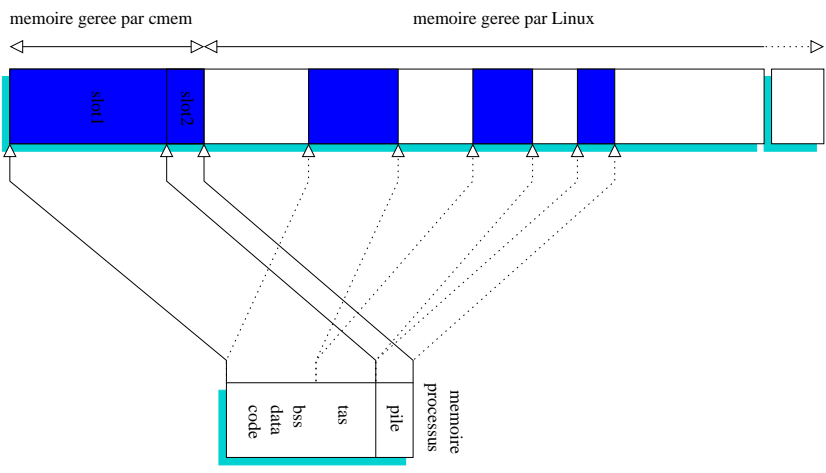 memoire geree par cmem
memoire geree par Linux
slot1
slot2
code
data
bss
tas
pile
memoire
processus